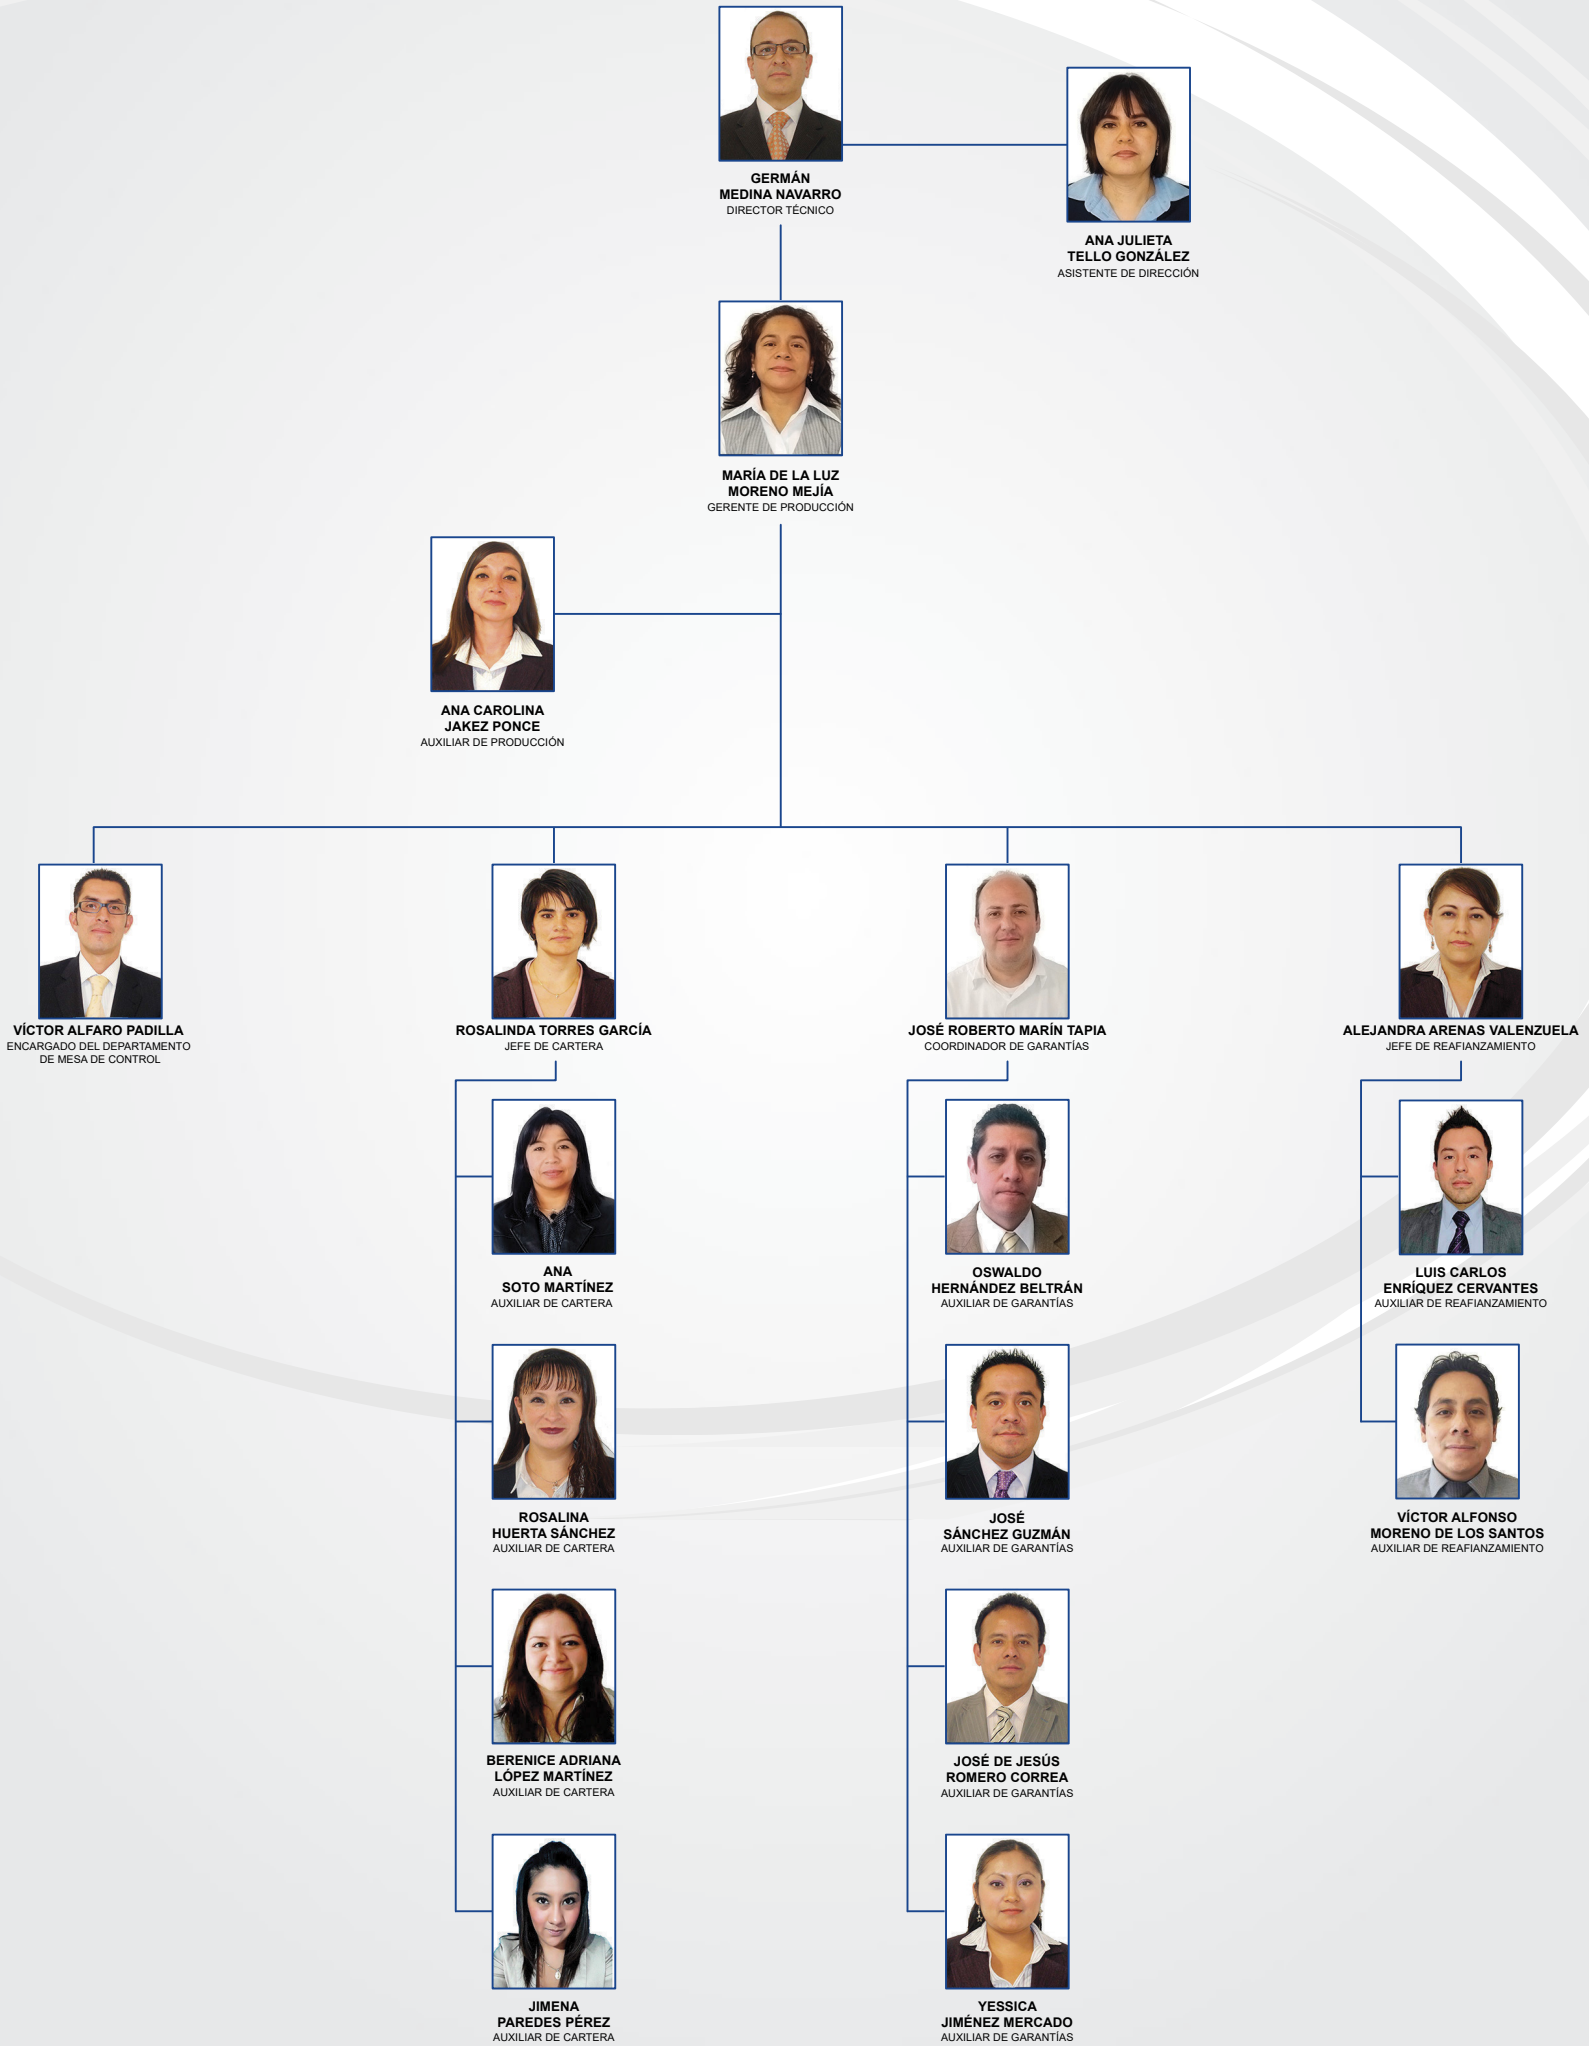 GERMÁN
MEDINA NAVARRO
DIRECTOR TÉCNICO
ANA JULIETA
TELLO GONZÁLEZ
ASISTENTE DE DIRECCIÓN
MARÍA DE LA LUZ
MORENO MEJÍA
GERENTE DE PRODUCCIÓN
ANA CAROLINA
JAKEZ PONCE
AUXILIAR DE PRODUCCIÓN
VÍCTOR ALFARO PADILLA
ENCARGADO DEL DEPARTAMENTO
DE MESA DE CONTROL
ROSALINDA TORRES GARCÍA
JEFE DE CARTERA
JOSÉ ROBERTO MARÍN TAPIA
COORDINADOR DE GARANTÍAS
ALEJANDRA ARENAS VALENZUELA
JEFE DE REAFIANZAMIENTO
ANA
SOTO MARTÍNEZ
AUXILIAR DE CARTERA
OSWALDO
HERNÁNDEZ BELTRÁN
AUXILIAR DE GARANTÍAS
LUIS CARLOS
ENRÍQUEZ CERVANTES
AUXILIAR DE REAFIANZAMIENTO
ROSALINA
HUERTA SÁNCHEZ
AUXILIAR DE CARTERA
JOSÉ
SÁNCHEZ GUZMÁN
AUXILIAR DE GARANTÍAS
VÍCTOR ALFONSO
MORENO DE LOS SANTOS
AUXILIAR DE REAFIANZAMIENTO
BERENICE ADRIANA
LÓPEZ MARTÍNEZ
AUXILIAR DE CARTERA
JOSÉ DE JESÚS
ROMERO CORREA
AUXILIAR DE GARANTÍAS
JIMENA
PAREDES PÉREZ
AUXILIAR DE CARTERA
YESSICA
JIMÉNEZ MERCADO
AUXILIAR DE GARANTÍAS